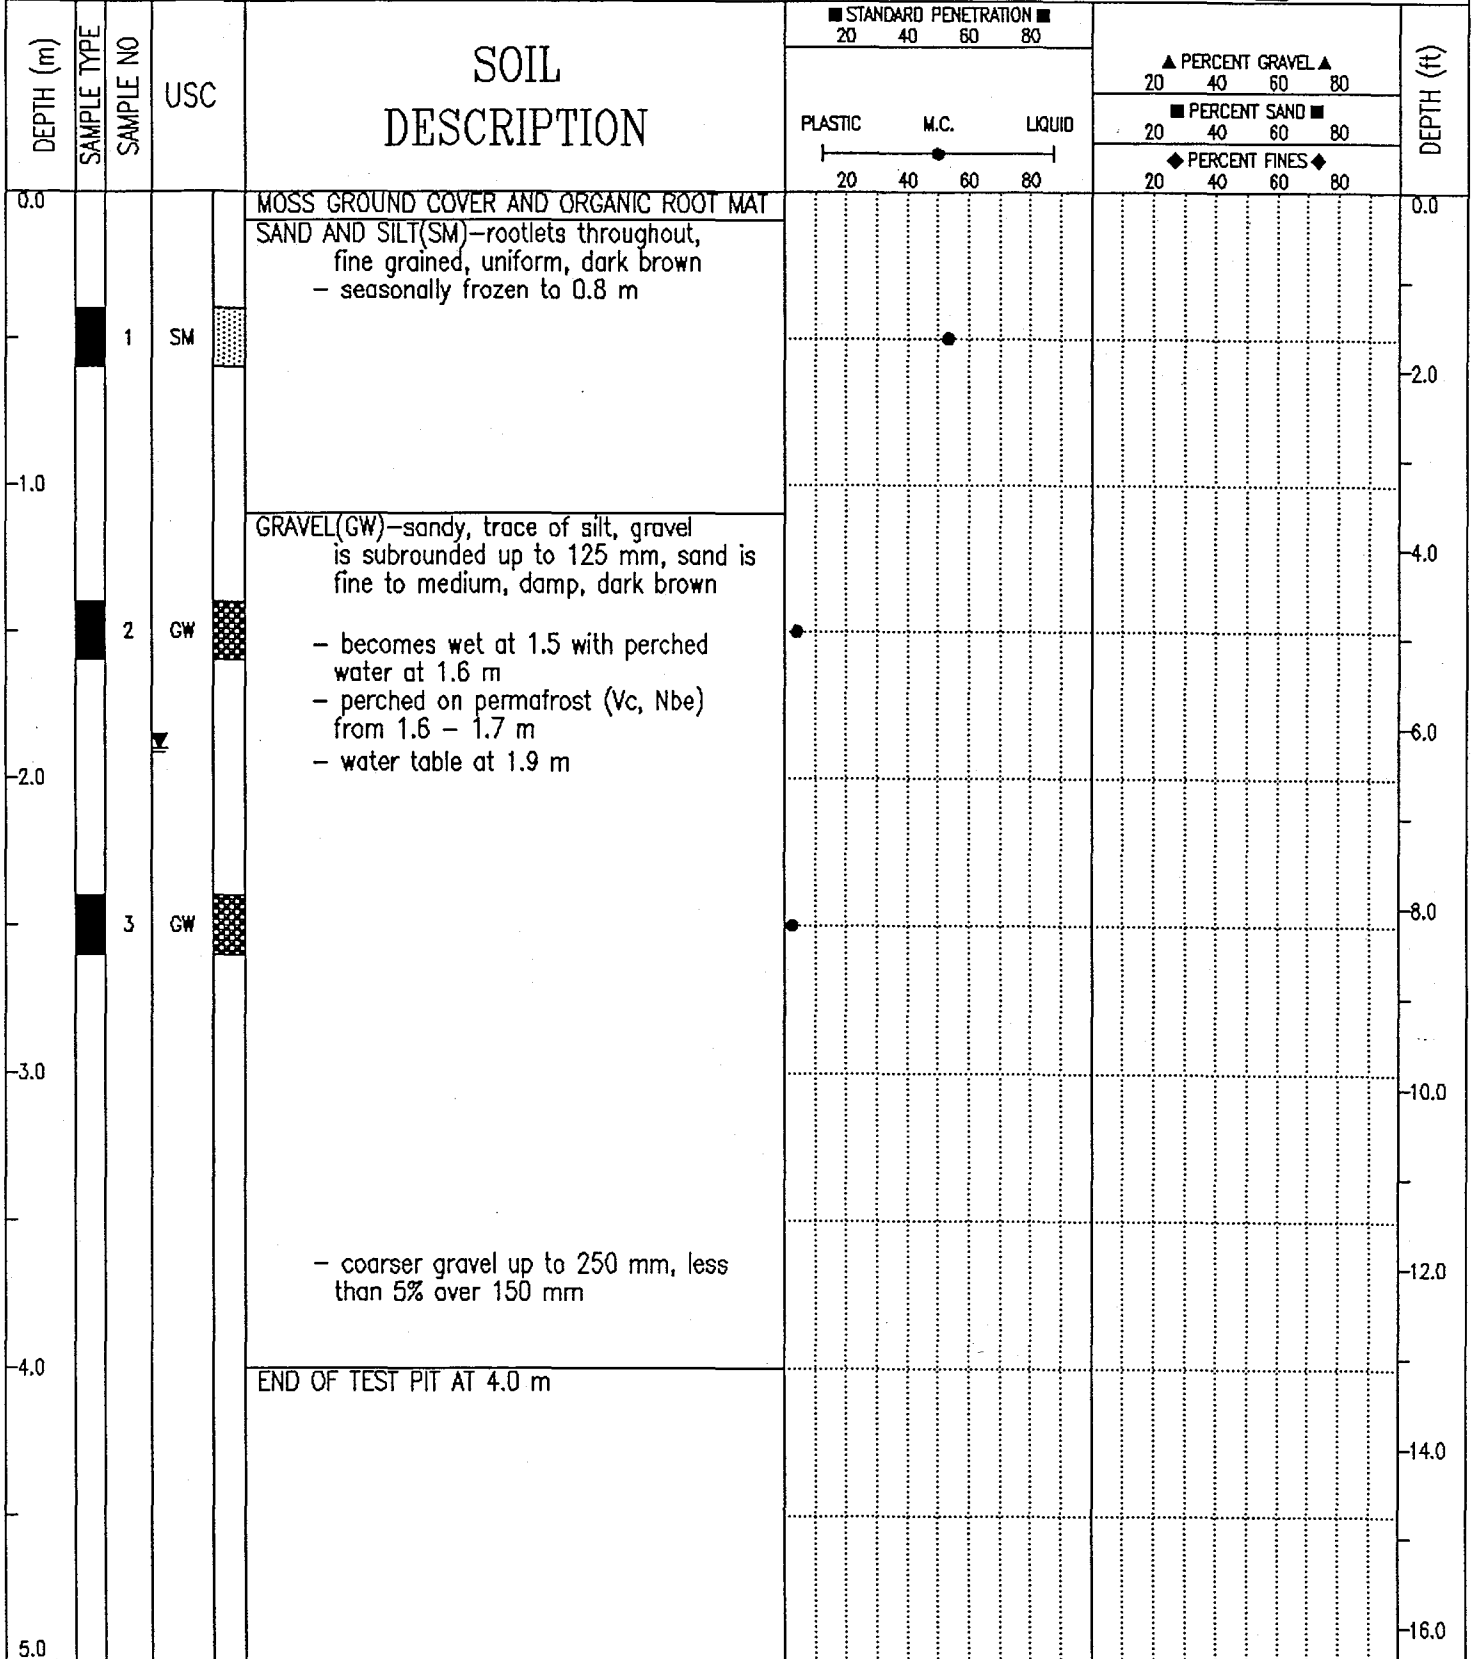 DEPTH (m)
SAMPLE TYPE
SAMPLE NO
USC
SOIL
DESCRIPTION
■ STANDARD PENETRATION ■
20 40 60 80
PLASTIC M.C. LIQUID
20 40 60 80
▲ PERCENT GRAVEL ▲
20 40 60 80
■ PERCENT SAND ■
20 40 60 80
◆ PERCENT FINES ◆
20 40 60 80
DEPTH (ft)
0.0
MOSS GROUND COVER AND ORGANIC ROOT MAT
0.0
SAND AND SILT(SM)-rootlets throughout,
fine grained, uniform, dark brown
- seasonally frozen to 0.8 m
1 SM
-2.0
-1.0
GRAVEL(GW)-sandy, trace of silt, gravel
is subrounded up to 125 mm, sand is
fine to medium, damp, dark brown
-4.0
2 GW
- becomes wet at 1.5 with perched
water at 1.6 m
- perched on permafrost (Vc, Nbe)
from 1.6 - 1.7 m
-6.0
- water table at 1.9 m
-2.0
3 GW
-8.0
-3.0
-10.0
- coarser gravel up to 250 mm, less
than 5% over 150 mm
-12.0
-4.0
END OF TEST PIT AT 4.0 m
-14.0
5.0
-16.0